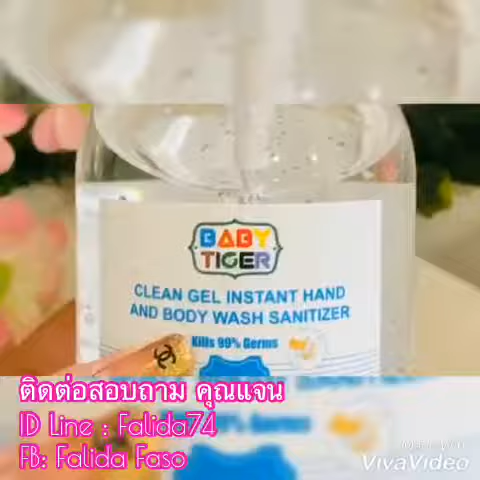 BABY
TIGER
CLEAN GEL INSTANT HAND
AND BODY WASH SANITIZER
Kills 99% Germs
ติดต่อสอบถาม คุณแจน
ID Line : Falida74
FB: Falida Faso
VivaVideo